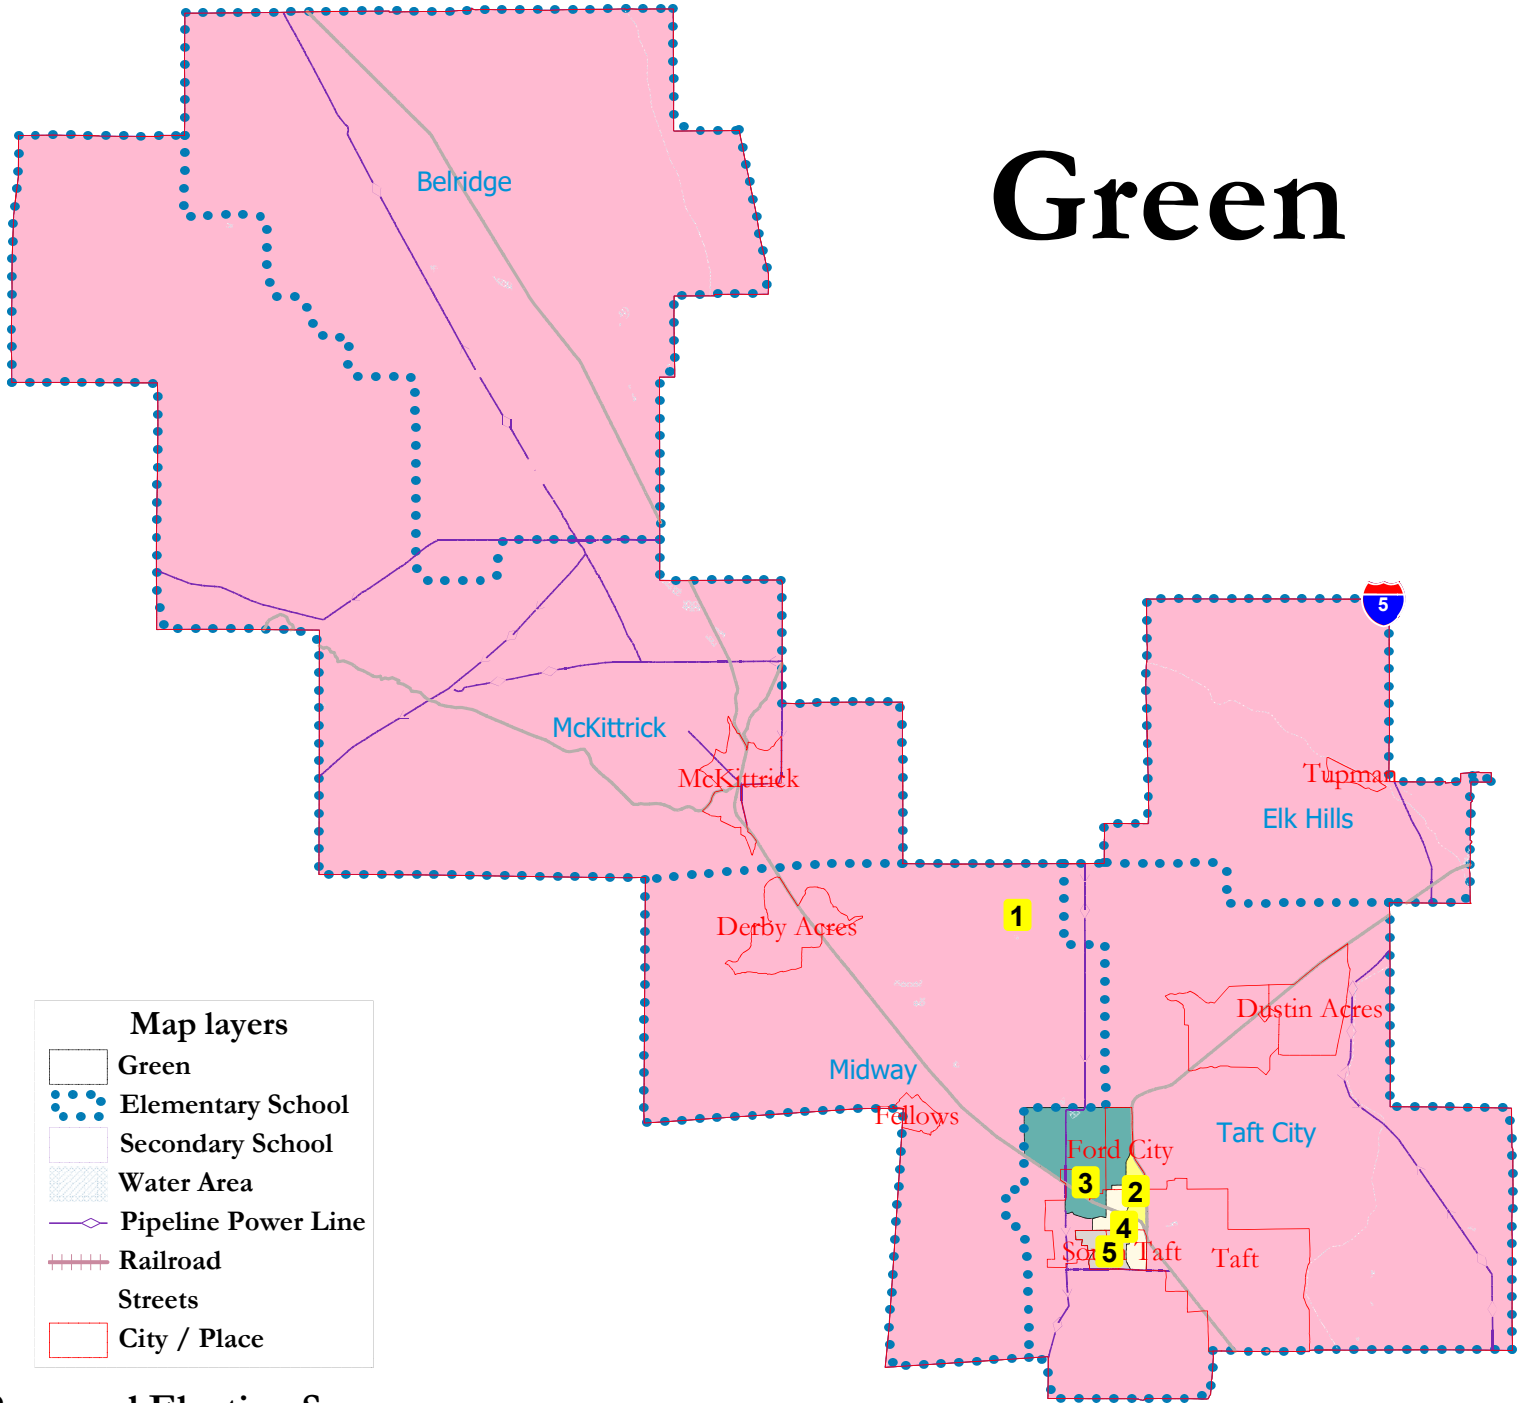 Green
Belridge
5
McKittrick
McKittrick
Tupman
Elk Hills
1
Derby Acres
Dustin Acres
Midway
Fellows
Taft City
Ford City
3
2
4
5
South Taft
Taft
Map layers
Green
Elementary School
Secondary School
Water Area
Pipeline Power Line
Railroad
Streets
City / Place